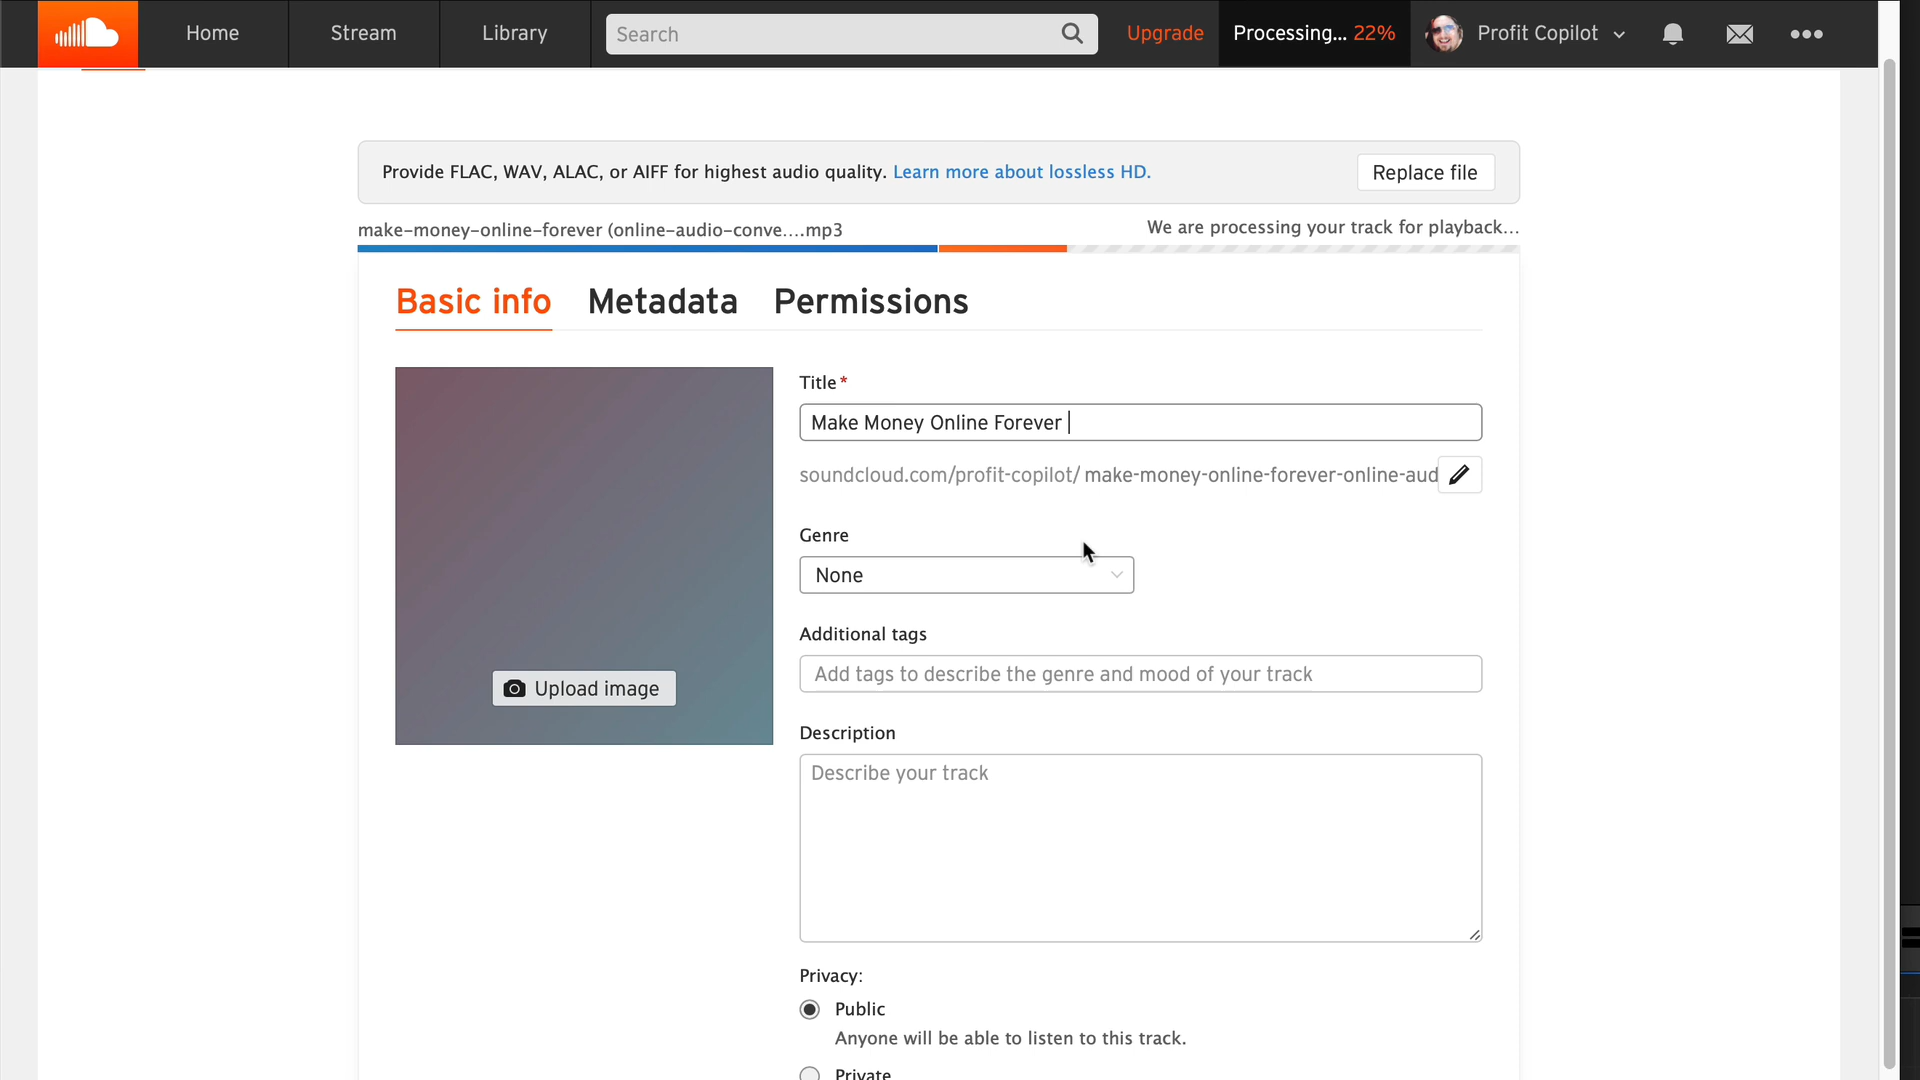 Home
Stream
Library
Search
Upgrade
Processing... 22%
Profit Copilot
Provide FLAC, WAV, ALAC, or AIFF for highest audio quality. Learn more about lossless HD.
Replace file
make-money-online-forever (online-audio-conve....mp3
We are processing your track for playback...
Basic info
Metadata
Permissions
Upload image
Title*
Make Money Online Forever
soundcloud.com/profit-copilot/ make-money-online-forever-online-aud
Genre
None
Additional tags
Add tags to describe the genre and mood of your track
Description
Describe your track
Privacy:
Public
Anyone will be able to listen to this track.
Private